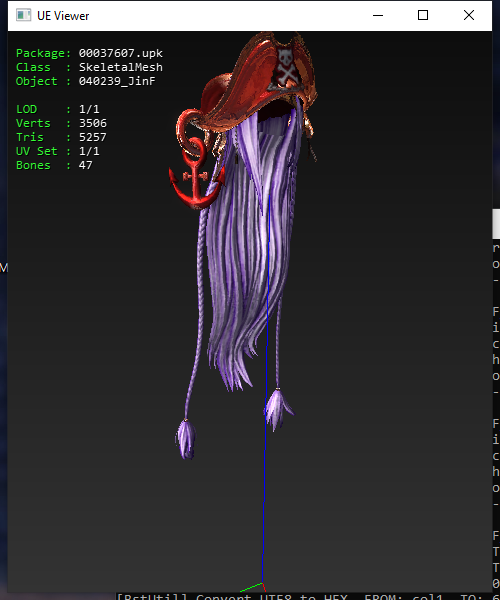 UE Viewer
Package: 00037607.upk
Class : SkeletalMesh
Object : 040239_JinF
LOD : 1/1
Verts : 3506
Tris : 5257
UV Set : 1/1
Bones : 47
M
r
o
-
F
i
c
h
o
-
F
i
c
h
o
-
F
T
T
0